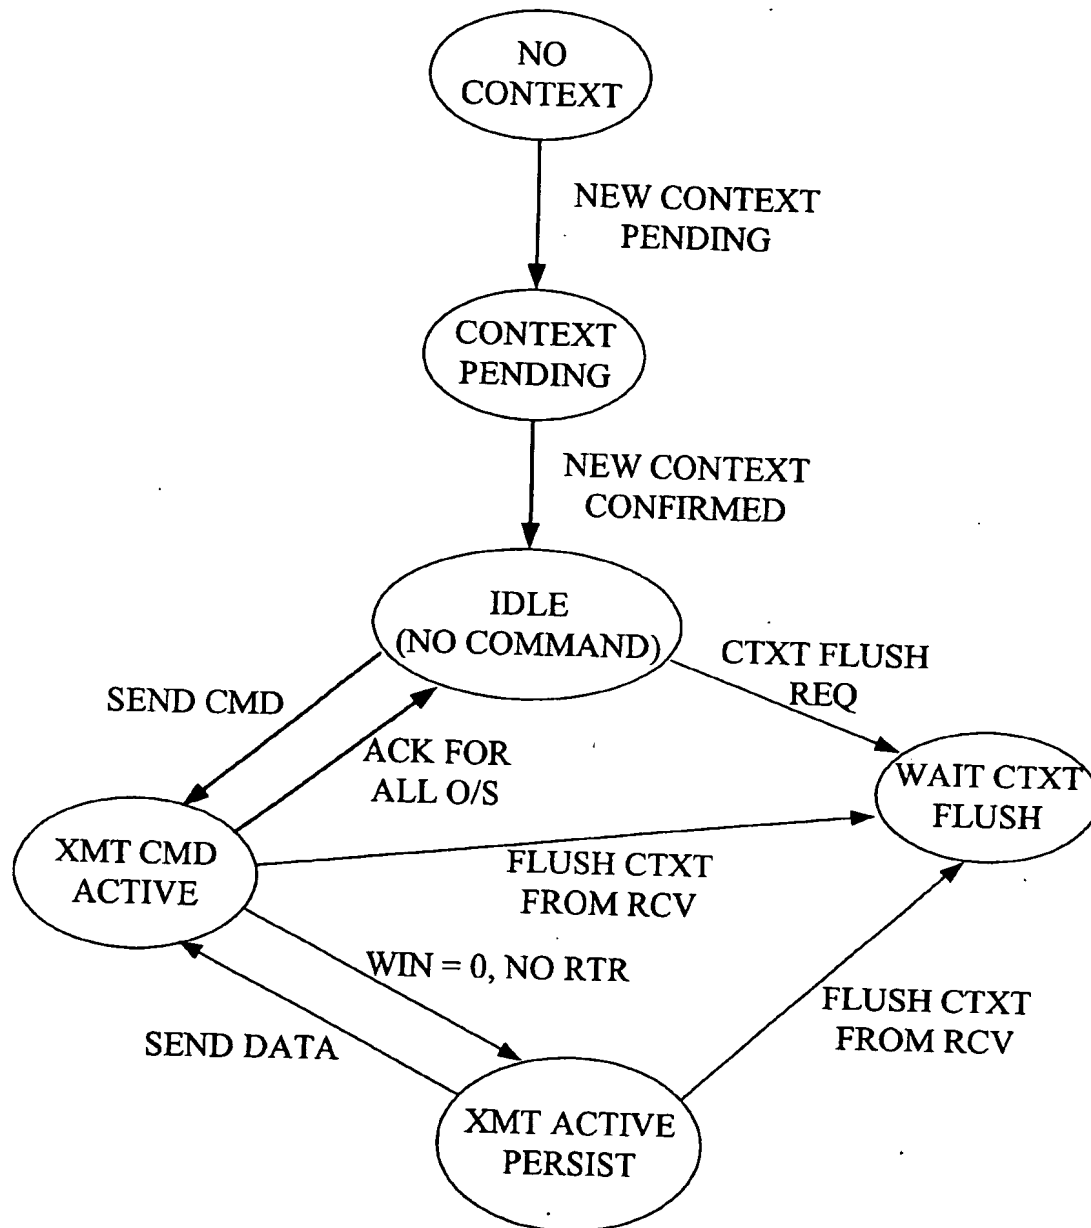 NO
CONTEXT
NEW CONTEXT
PENDING
CONTEXT
PENDING
NEW CONTEXT
CONFIRMED
IDLE
(NO COMMAND)
CTXT FLUSH
REQ
SEND CMD
ACK FOR
ALL O/S
WAIT CTXT
FLUSH
XMT CMD
ACTIVE
FLUSH CTXT
FROM RCV
WIN = 0, NO RTR
FLUSH CTXT
FROM RCV
SEND DATA
XMT ACTIVE
PERSIST